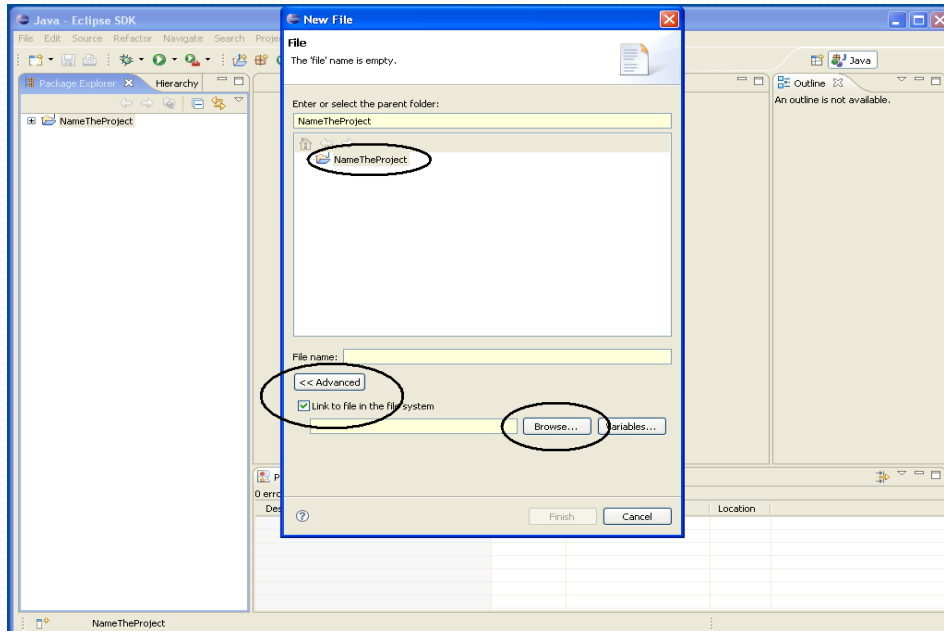 Java - Eclipse SDK
New File
File Edit Source Refactor Navigate Search
File
The 'file' name is empty.
Java
Package Explorer
Hierarchy
Outline
An outline is not available.
Enter or select the parent folder:
NameTheProject
NameTheProject
NameTheProject
File name:
<< Advanced
Link to file in the file system
Browse...
Variables...
Finish
Cancel
Location
NameTheProject